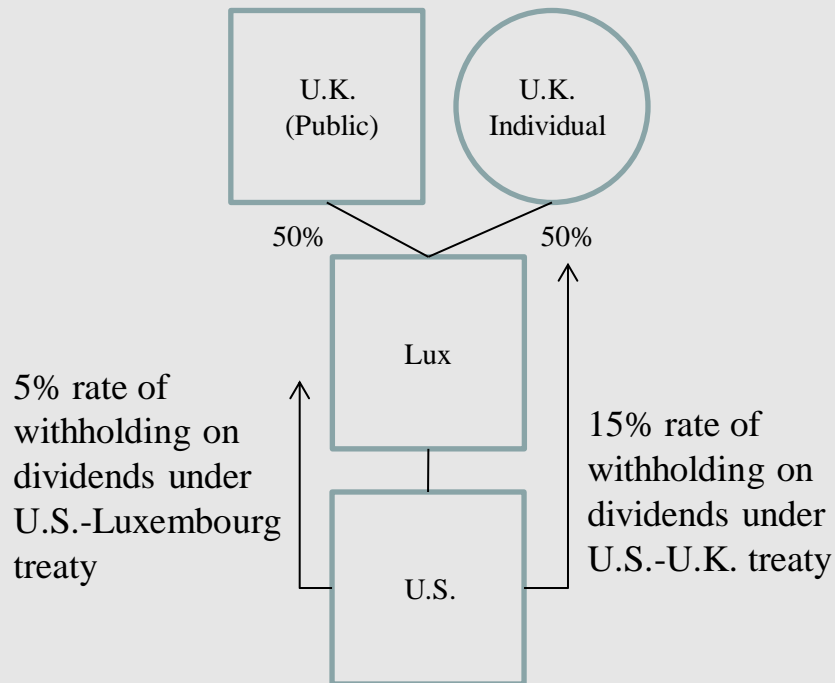 U.K.
(Public)
U.K.
Individual
50%
50%
Lux
5% rate of
withholding on
dividends under
U.S.-Luxembourg
treaty
15% rate of
withholding on
dividends under
U.S.-U.K. treaty
U.S.